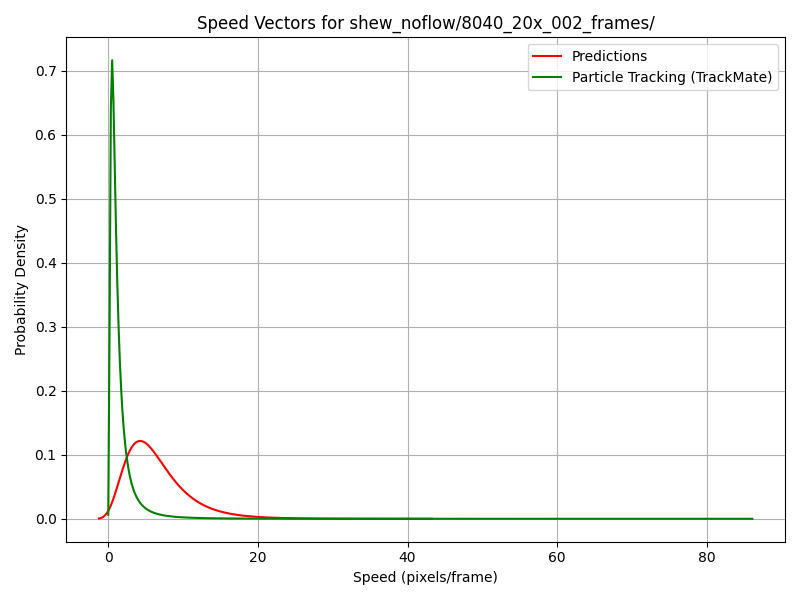 Speed Vectors for shew_noflow/8040_20x_002_frames/
Predictions
Particle Tracking (TrackMate)
Probability Density
0.7
0.6
0.5
0.4
0.3
0.2
0.1
0.0
0 20 40 60 80
Speed (pixels/frame)